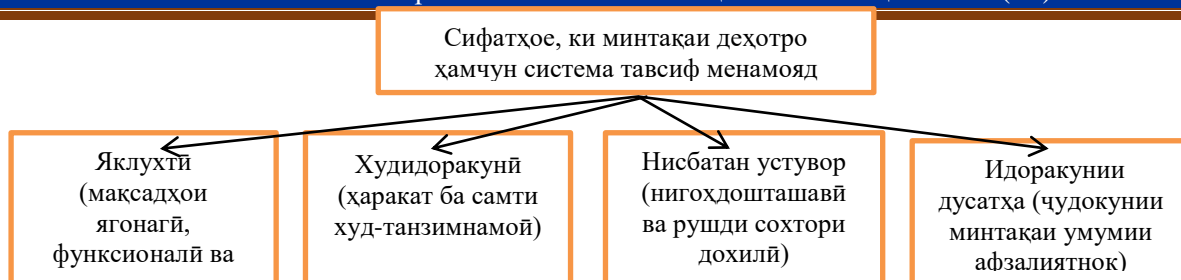 Сифатҳое, ки минтақаи деҳотро
ҳамчун система тавсиф менамояд
Яклухтӣ
(мақсадҳои
ягонагӣ,
функсионалӣ ва
Худидоракунӣ
(ҳаракат ба самти
худ-танзимнамоӣ)
Нисбатан устувор
(нигоҳдошташавӣ
ва рушди сохтори
дохилӣ)
Идоракунии
дусатҳа (ҷудокунии
минтақаи умумии
афзалиятнок)